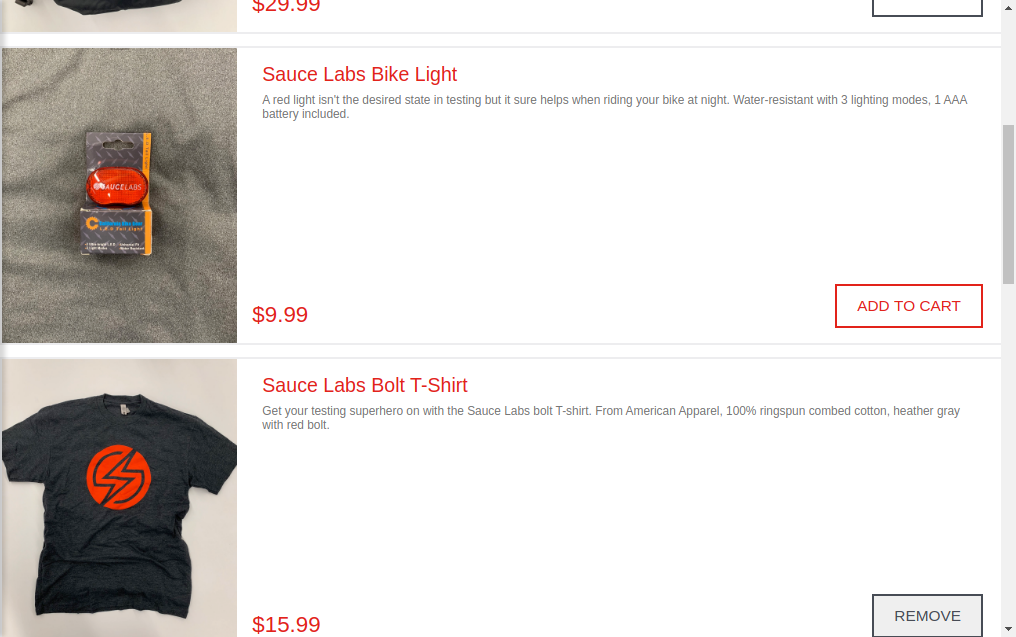 $29.99
Sauce Labs Bike Light
A red light isn't the desired state in testing but it sure helps when riding your bike at night. Water-resistant with 3 lighting modes, 1 AAA
battery included.
SAUCELABS
$9.99
ADD TO CART
Sauce Labs Bolt T-Shirt
Get your testing superhero on with the Sauce Labs bolt T-shirt. From American Apparel, 100% ringspun combed cotton, heather gray
with red bolt.
$15.99
REMOVE